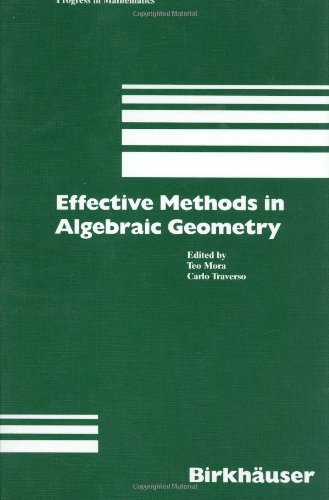 Progress in Mathematics
Effective Methods in
Algebraic Geometry
Edited by
Teo Mora
Carlo Traverso
Birkhäuser